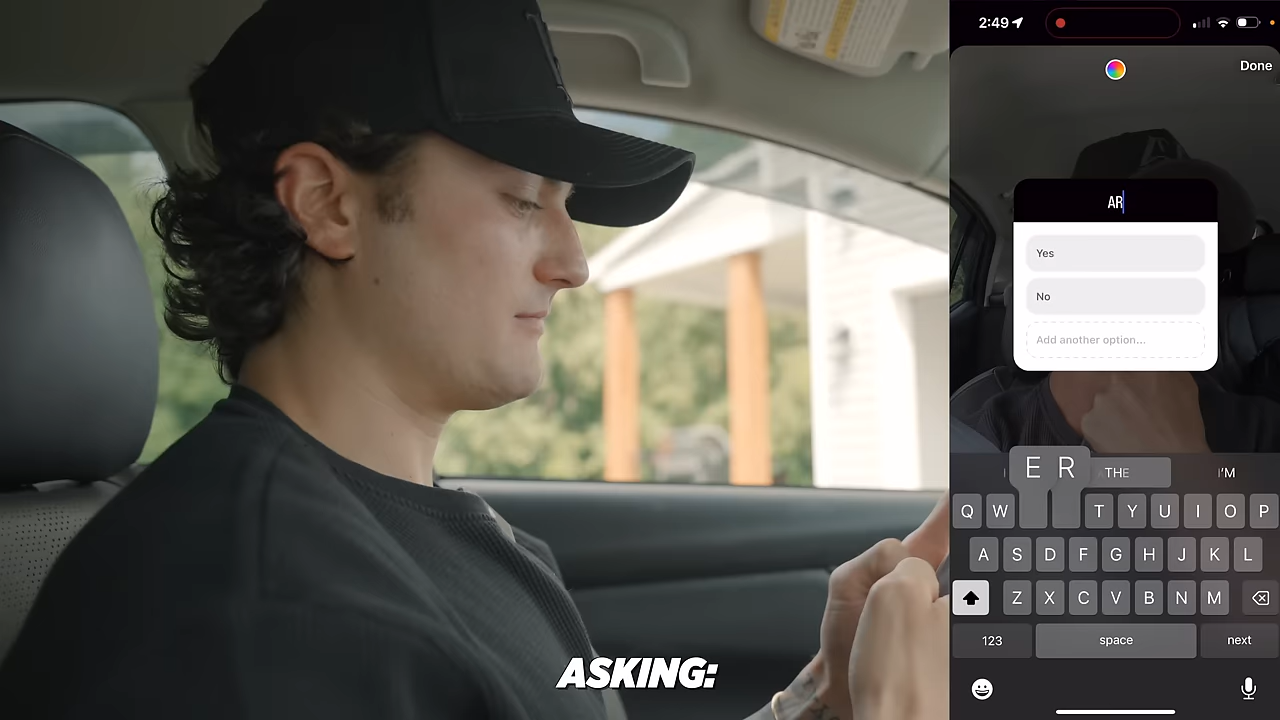 2:49
Done
AR
Yes
No
Add another option...
E R
THE
I'M
Q W T Y U I O P
A S D F G H J K L
Z X C V B N M
123
space
next
ASKING: